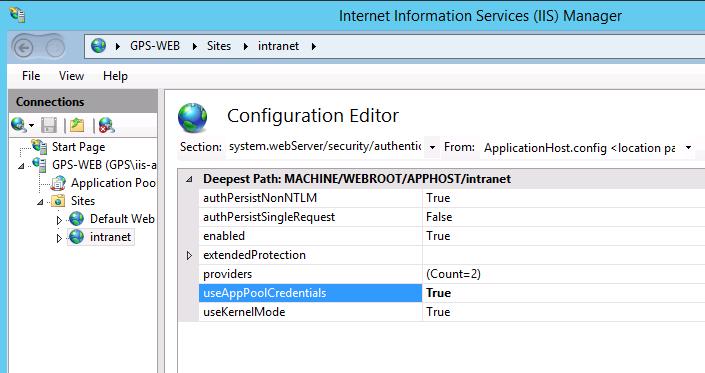 Internet Information Services (IIS) Manager
GPS-WEB Sites intranet
File View Help
Connections
Start Page
GPS-WEB (GPS\iis-a
Application Poo
Sites
Default Web
intranet
Configuration Editor
Section: system.webServer/security/authentic From: ApplicationHost.config <location pa
Deepest Path: MACHINE/WEBROOT/APPHOST/intranet
authPersistNonNTLM True
authPersistSingleRequest False
enabled True
extendedProtection
providers (Count=2)
useAppPoolCredentials True
useKernelMode True